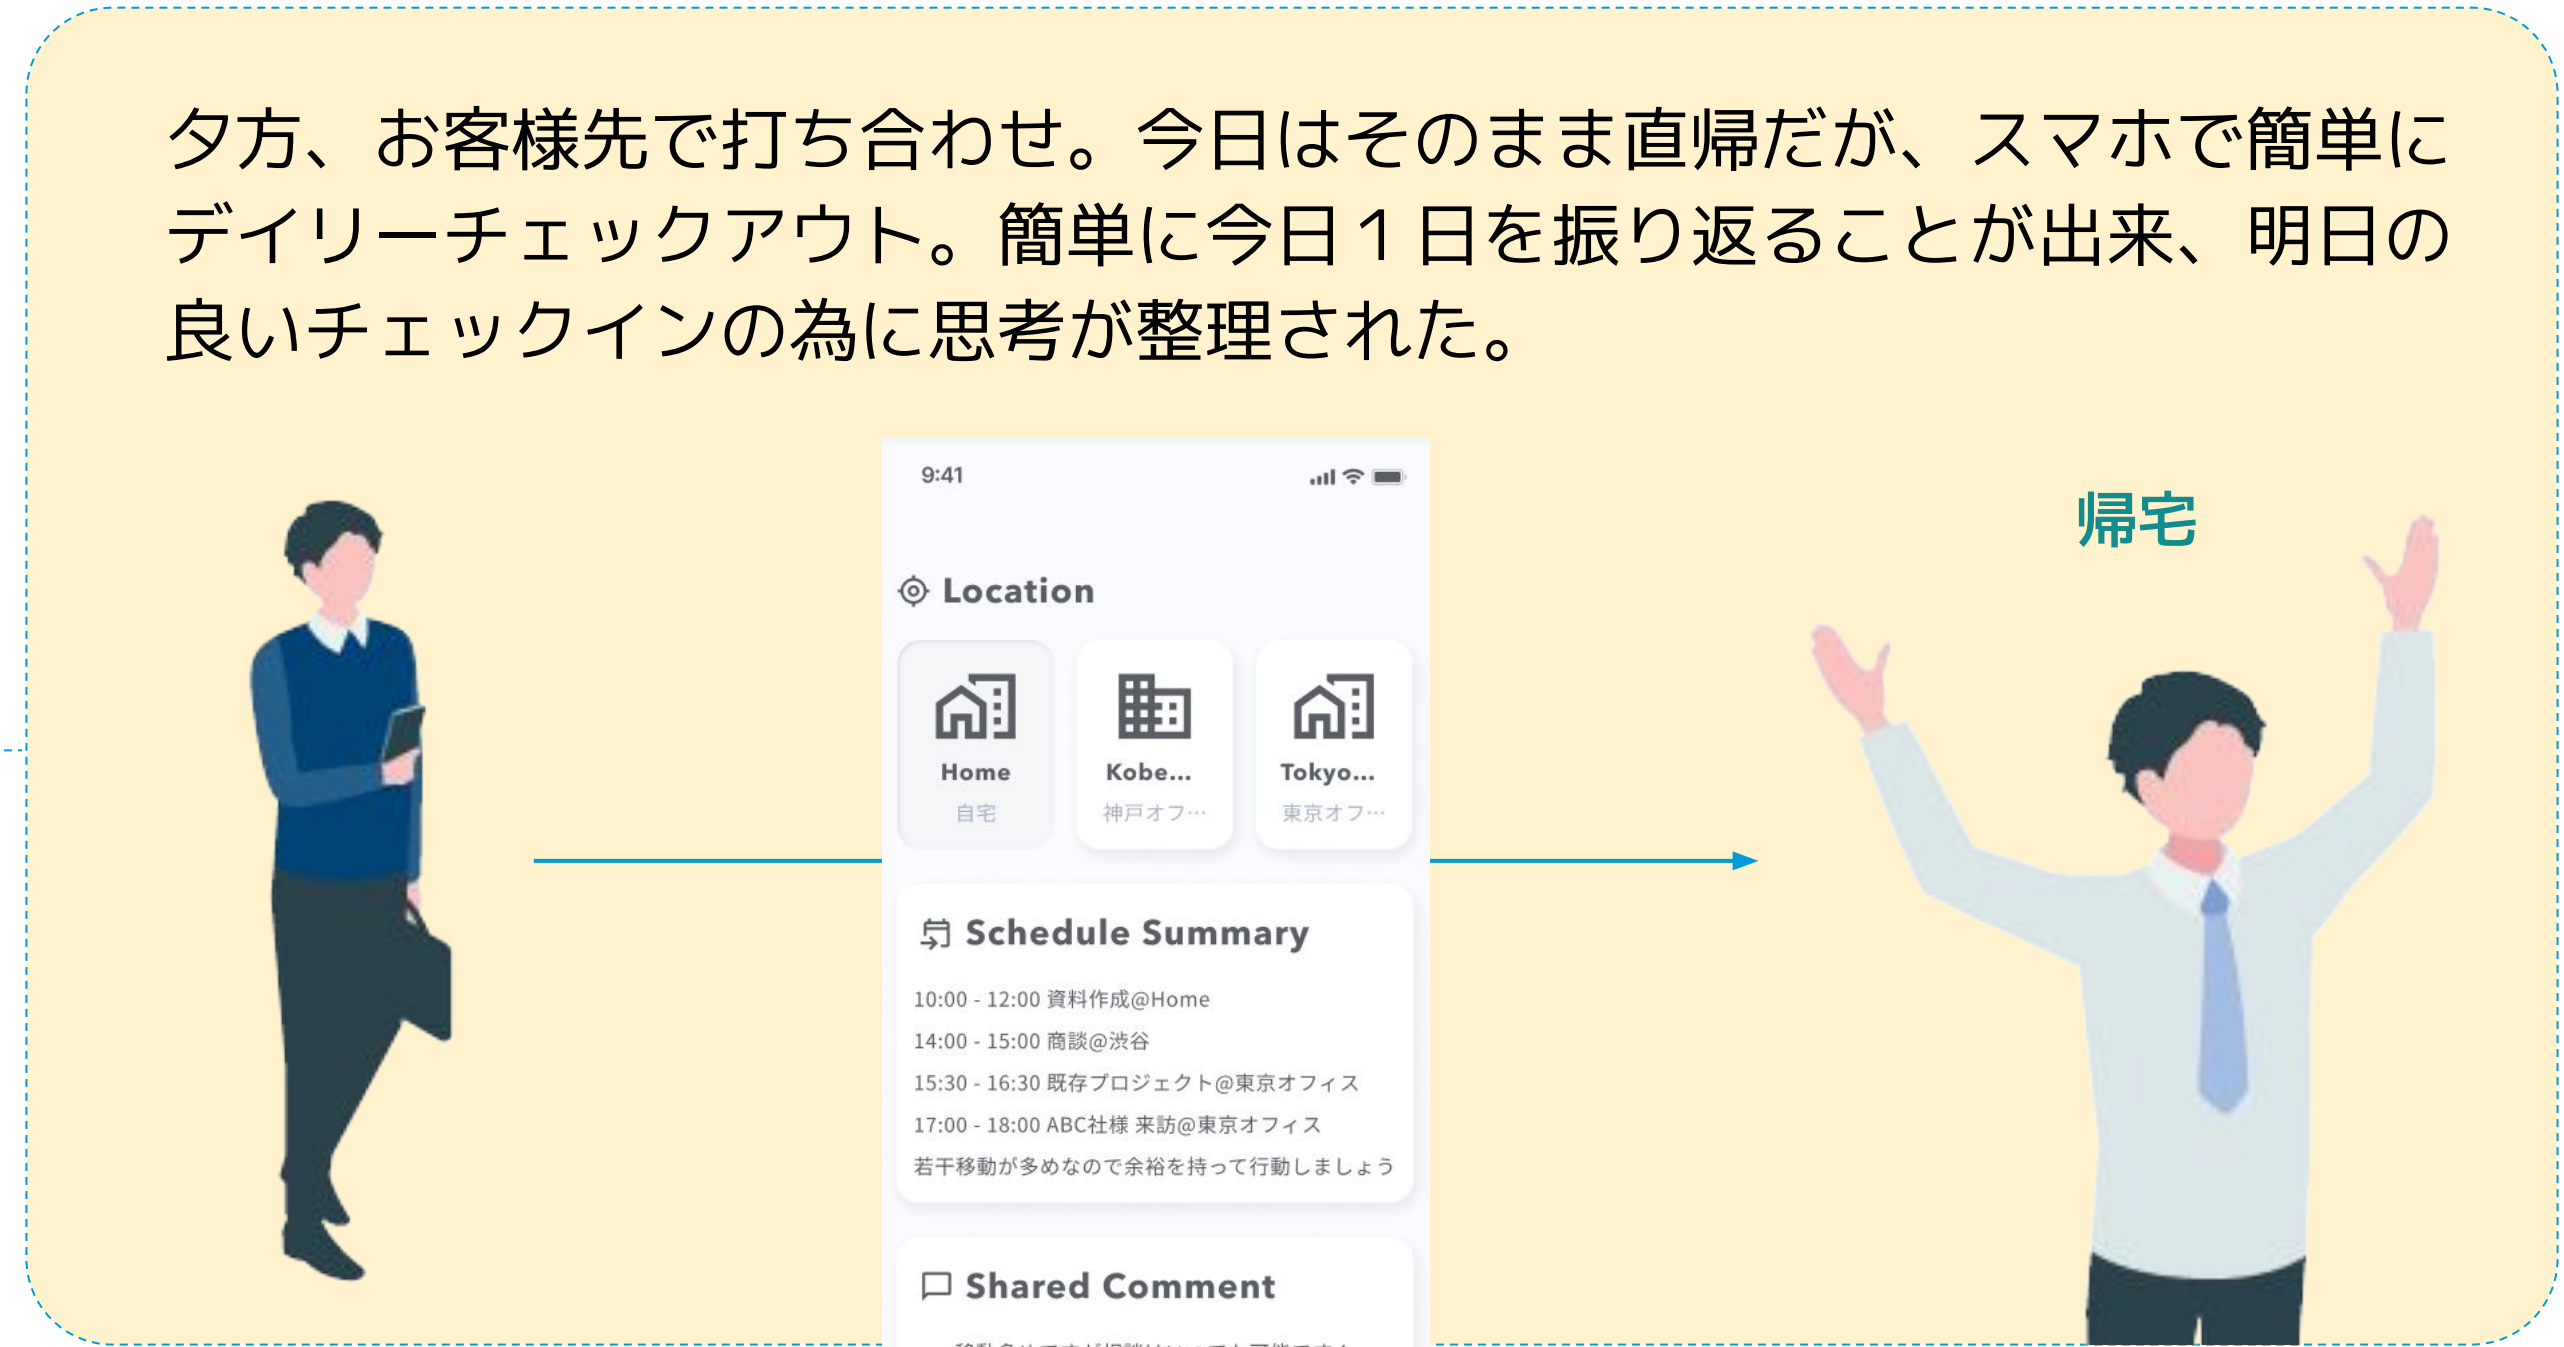 夕方、お客様先で打ち合わせ。今日はそのまま直帰だが、スマホで簡単に
デイリーチェックアウト。簡単に今日１日を振り返ることが出来、明日の
良いチェックインの為に思考が整理された。
9:41
帰宅
Location
Home
自宅
Kobe...
神戸オフ…
Tokyo...
東京オフ…
Schedule Summary
10:00 - 12:00 資料作成@Home
14:00 - 15:00 商談@渋谷
15:30 - 16:30 既存プロジェクト@東京オフィス
17:00 - 18:00 ABC社様 来訪@東京オフィス
若干移動が多めなので余裕を持って行動しましょう
Shared Comment